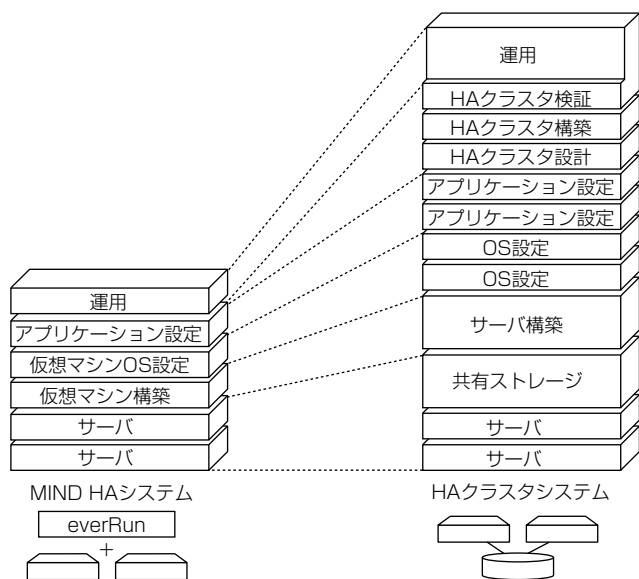 運用
アプリケーション設定
仮想マシンOS設定
仮想マシン構築
サーバ
サーバ
MIND HAシステム
everRun
+
運用
HAクラスタ検証
HAクラスタ構築
HAクラスタ設計
アプリケーション設定
アプリケーション設定
OS設定
OS設定
サーバ構築
共有ストレージ
サーバ
サーバ
HAクラスタシステム